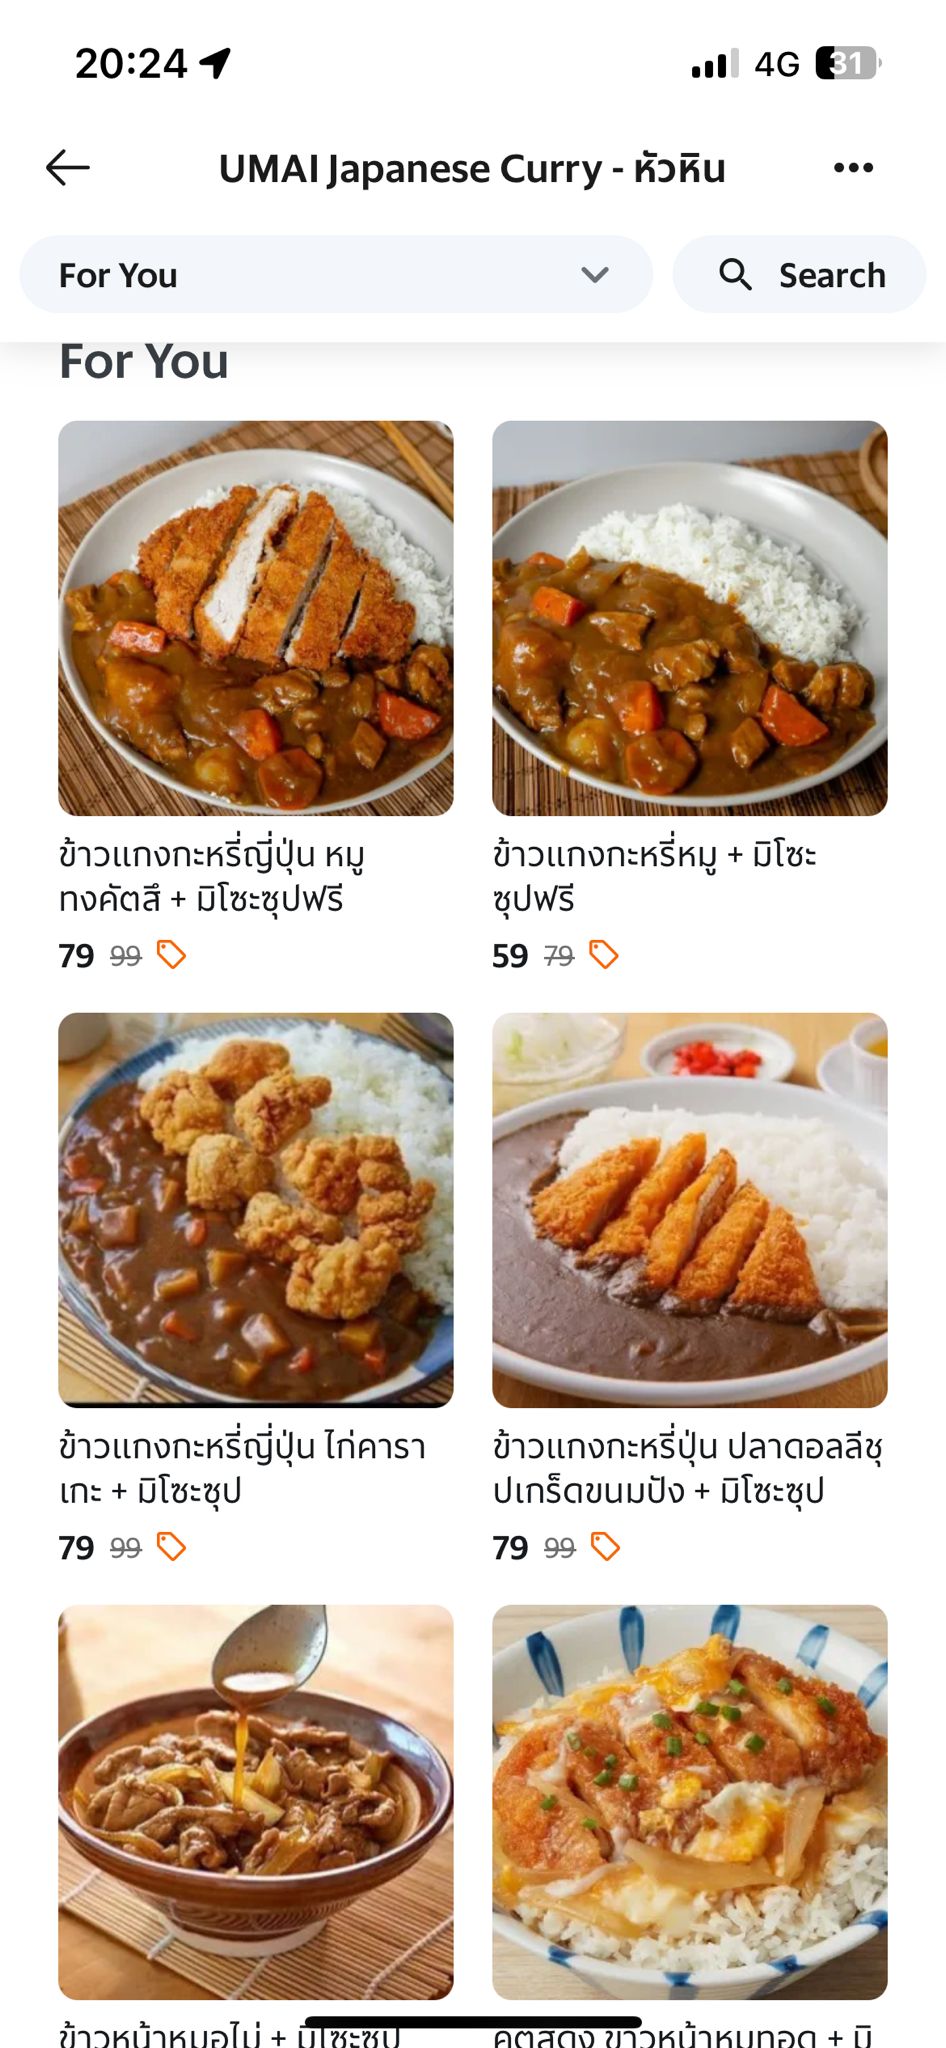 20:24
4G
31
UMAI Japanese Curry - หัวหิน
For You
Search
For You
ข้าวแกงกะหรี่ญี่ปุ่น หมู
ทงคัตสึ + มิโซะซุปฟรี
79 99
ข้าวแกงกะหรี่หมู + มิโซะ
ซุปฟรี
59 79
ข้าวแกงกะหรี่ญี่ปุ่น ไก่คารา
เกะ + มิโซะซุป
79 99
ข้าวแกงกะหรี่ปุ่น ปลาดอลลีชุ
ปเกร็ดขนมปัง + มิโซะซุป
79 99
ข้าวหน้าหมูอไม่ + มิโซะซุป
ข้าวหน้าหมูทอด + มิ